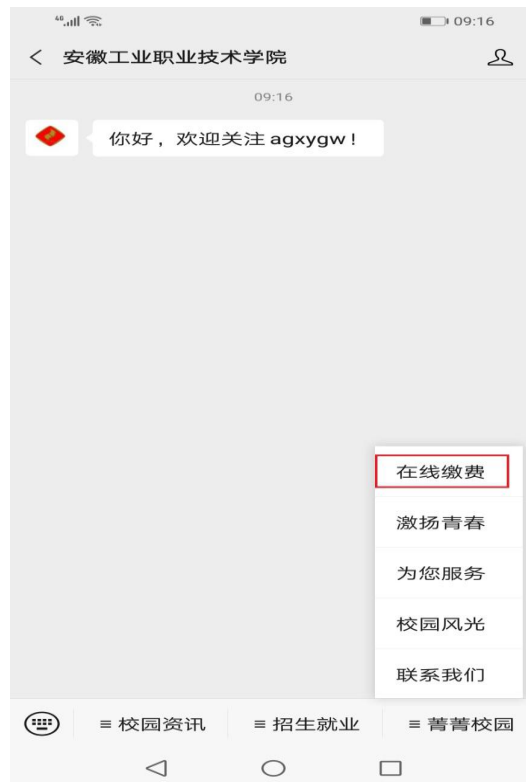 4G 09:16
安徽工业职业技术学院
09:16
你好，欢迎关注 agxygw！
在线缴费
激扬青春
为您服务
校园风光
联系我们
校园资讯 招生就业 菁菁校园